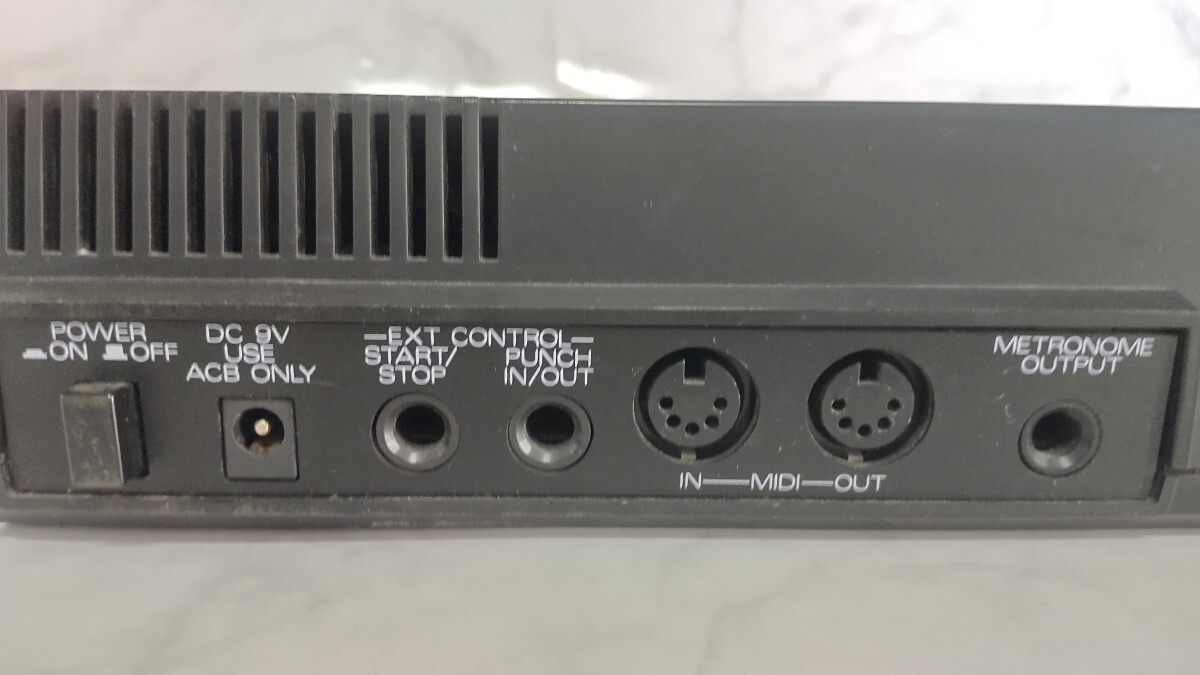 POWER
ON OFF
DC 9V
USE
ACB ONLY
EXT CONTROL
START/
STOP
PUNCH
IN/OUT
IN MIDI OUT
METRONOME
OUTPUT